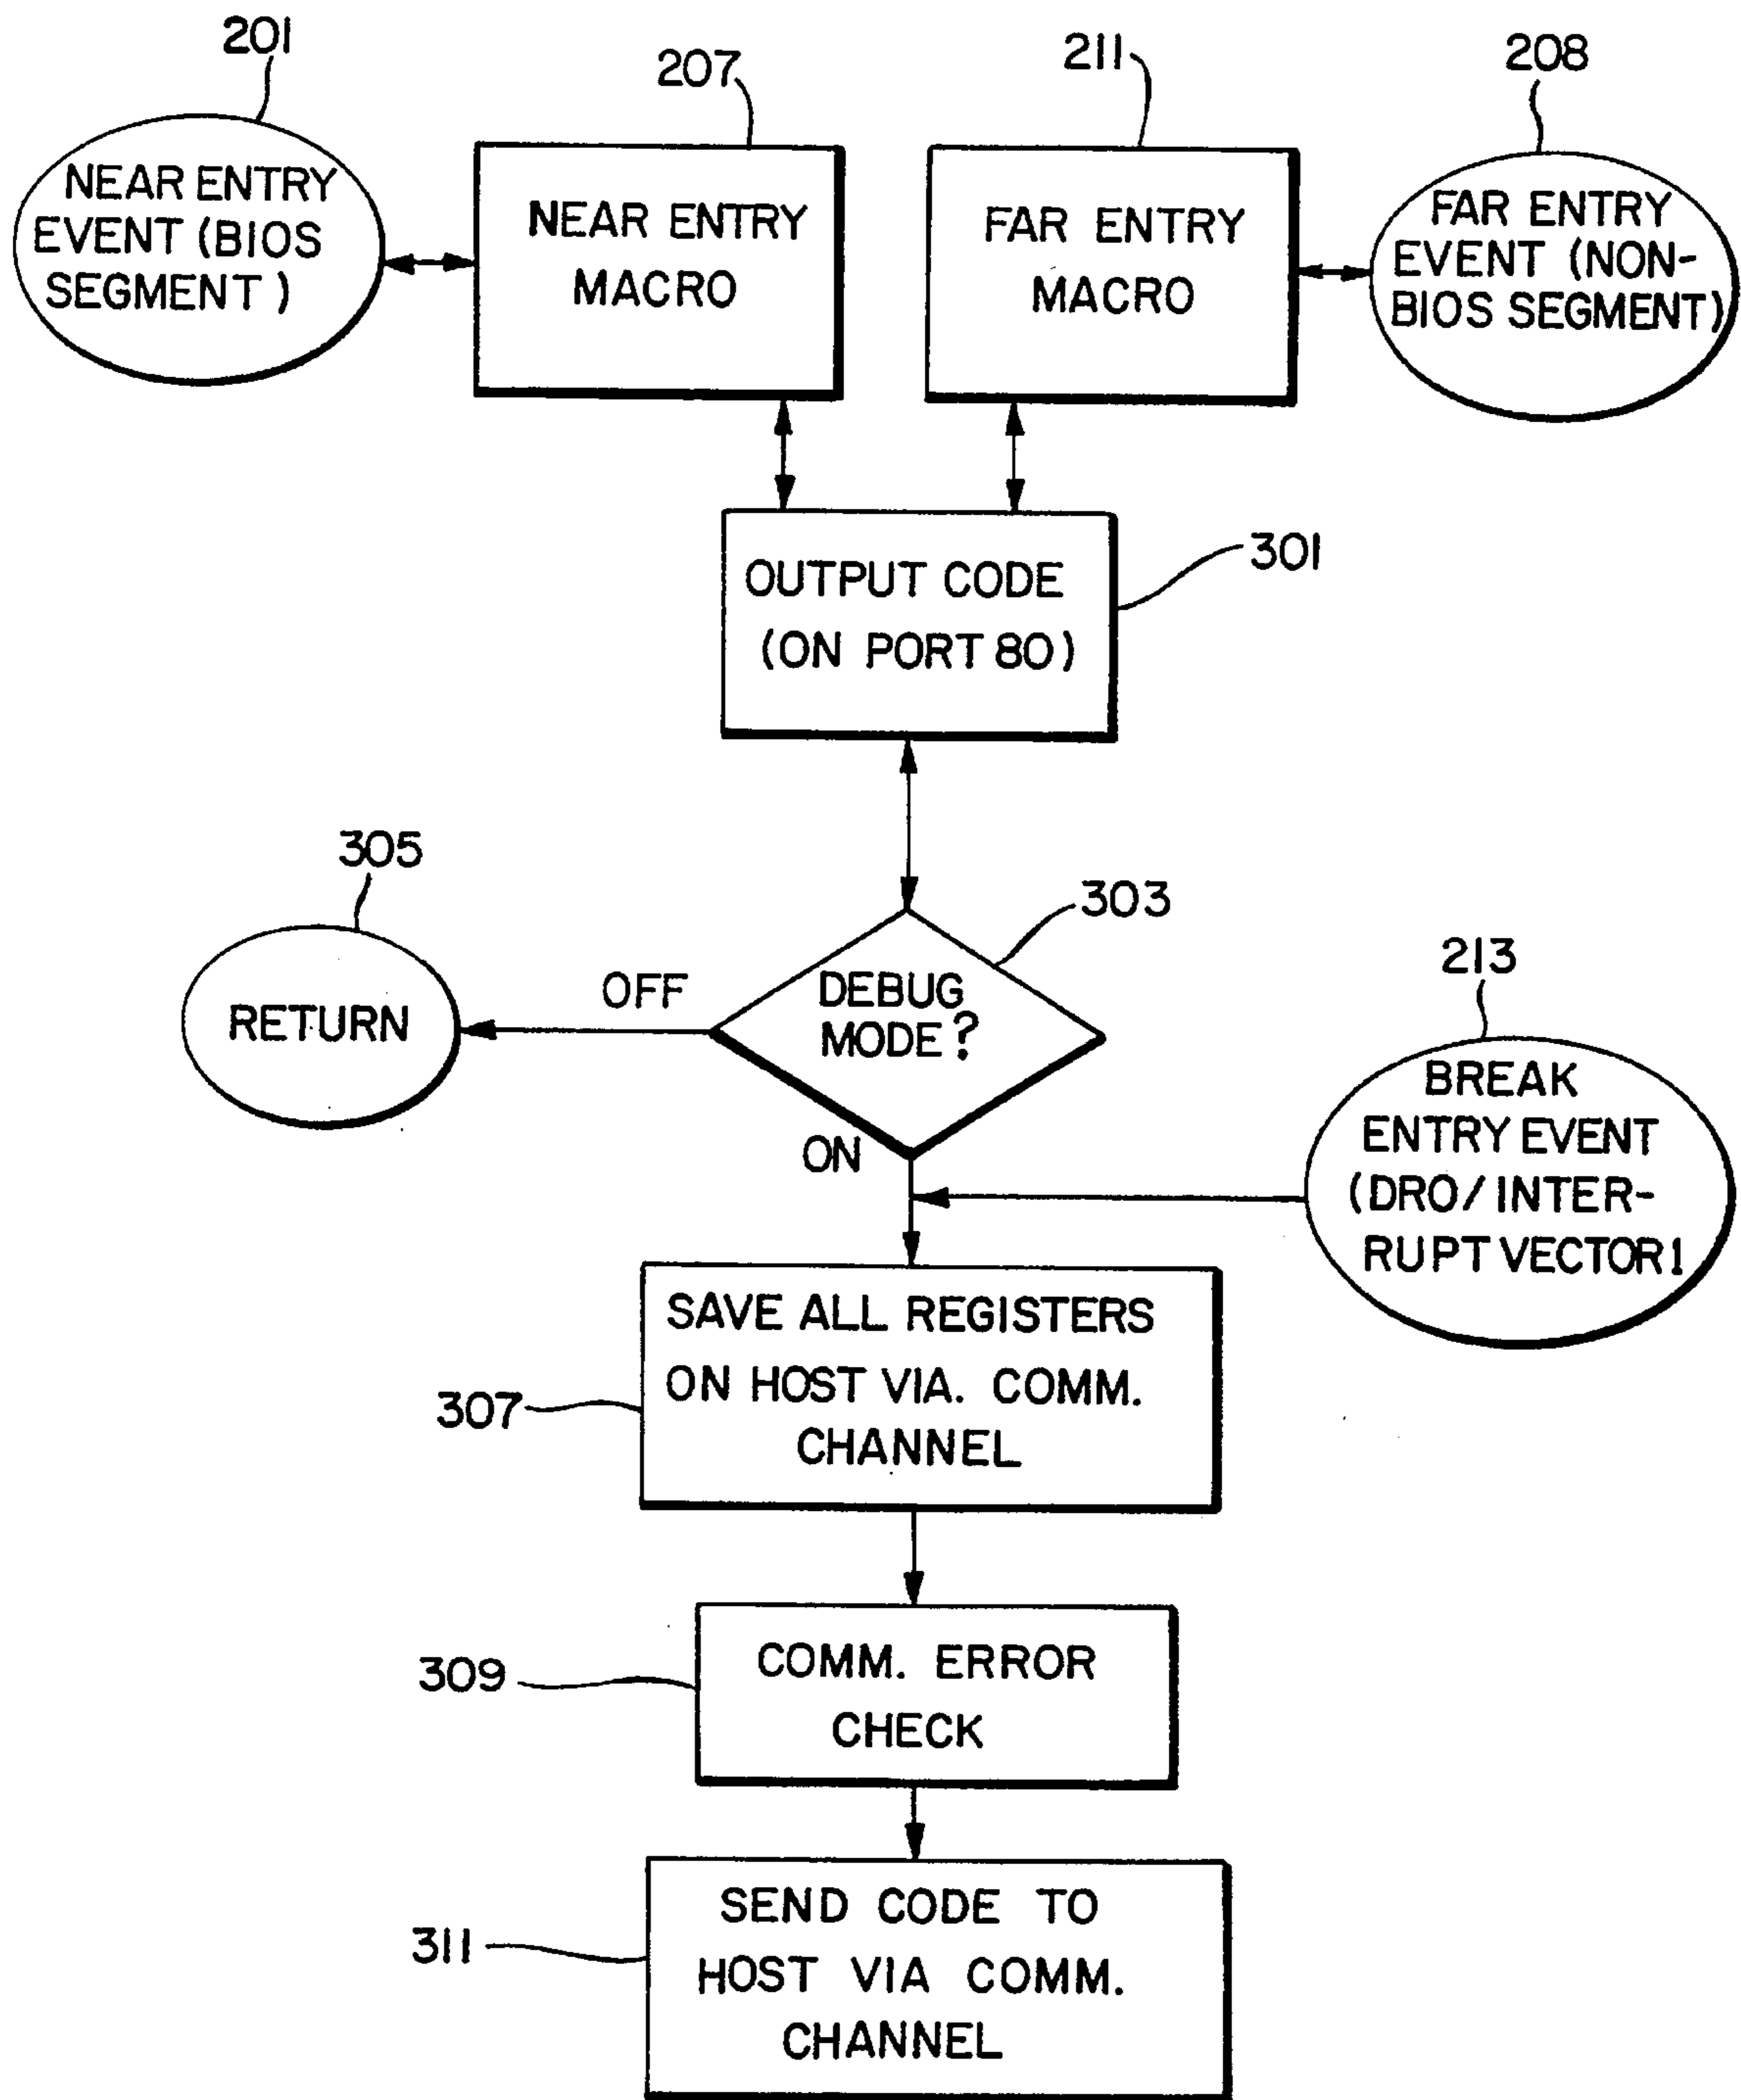 201
207
211
208
NEAR ENTRY
EVENT (BIOS
SEGMENT)
NEAR ENTRY
MACRO
FAR ENTRY
MACRO
FAR ENTRY
EVENT (NON-
BIOS SEGMENT)
OUTPUT CODE
(ON PORT 80)
301
305
303
213
RETURN
OFF
DEBUG
MODE?
ON
BREAK
ENTRY EVENT
(DRO/INTER-
RUPT VECTOR1
SAVE ALL REGISTERS
ON HOST VIA. COMM.
CHANNEL
307
COMM. ERROR
CHECK
309
SEND CODE TO
HOST VIA COMM.
CHANNEL
311